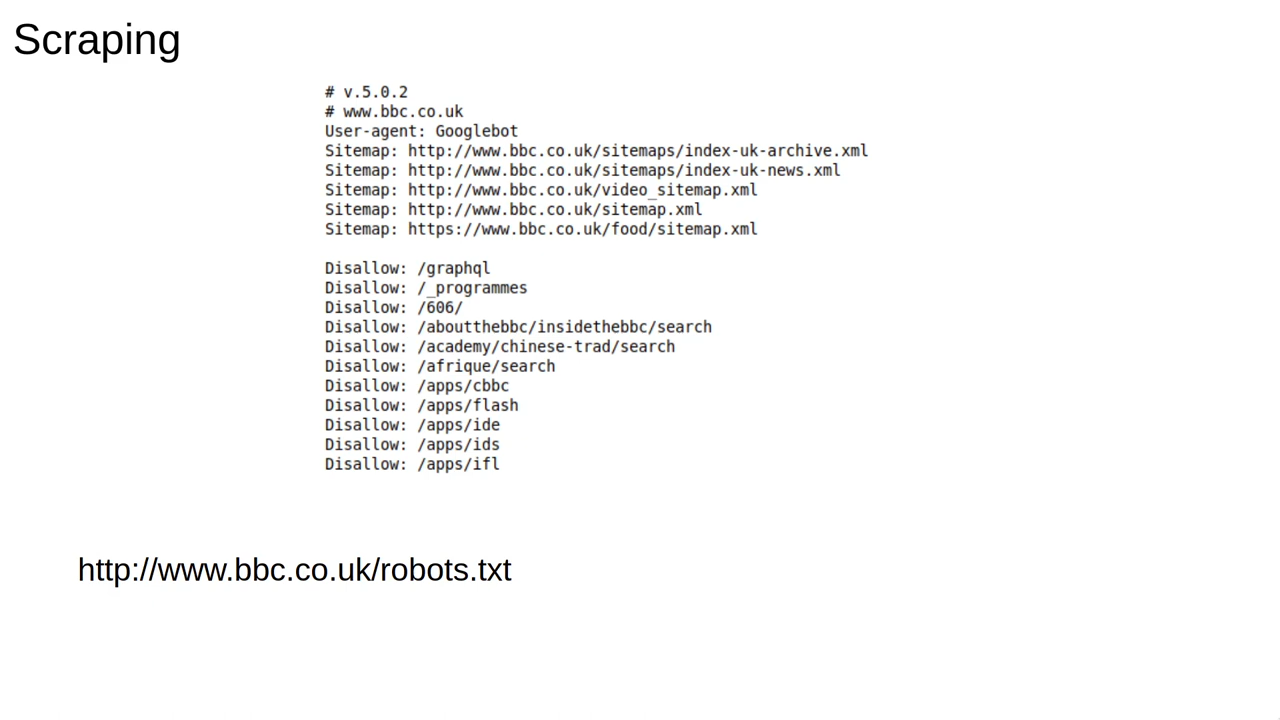 Scraping
# v.5.0.2
# www.bbc.co.uk
User-agent: Googlebot
Sitemap: http://www.bbc.co.uk/sitemaps/index-uk-archive.xml
Sitemap: http://www.bbc.co.uk/sitemaps/index-uk-news.xml
Sitemap: http://www.bbc.co.uk/video_sitemap.xml
Sitemap: http://www.bbc.co.uk/sitemap.xml
Sitemap: https://www.bbc.co.uk/food/sitemap.xml
Disallow: /graphql
Disallow: /_programmes
Disallow: /606/
Disallow: /aboutthebbc/insidethebbc/search
Disallow: /academy/chinese-trad/search
Disallow: /afrique/search
Disallow: /apps/cbbc
Disallow: /apps/flash
Disallow: /apps/ide
Disallow: /apps/ids
Disallow: /apps/ifl
http://www.bbc.co.uk/robots.txt